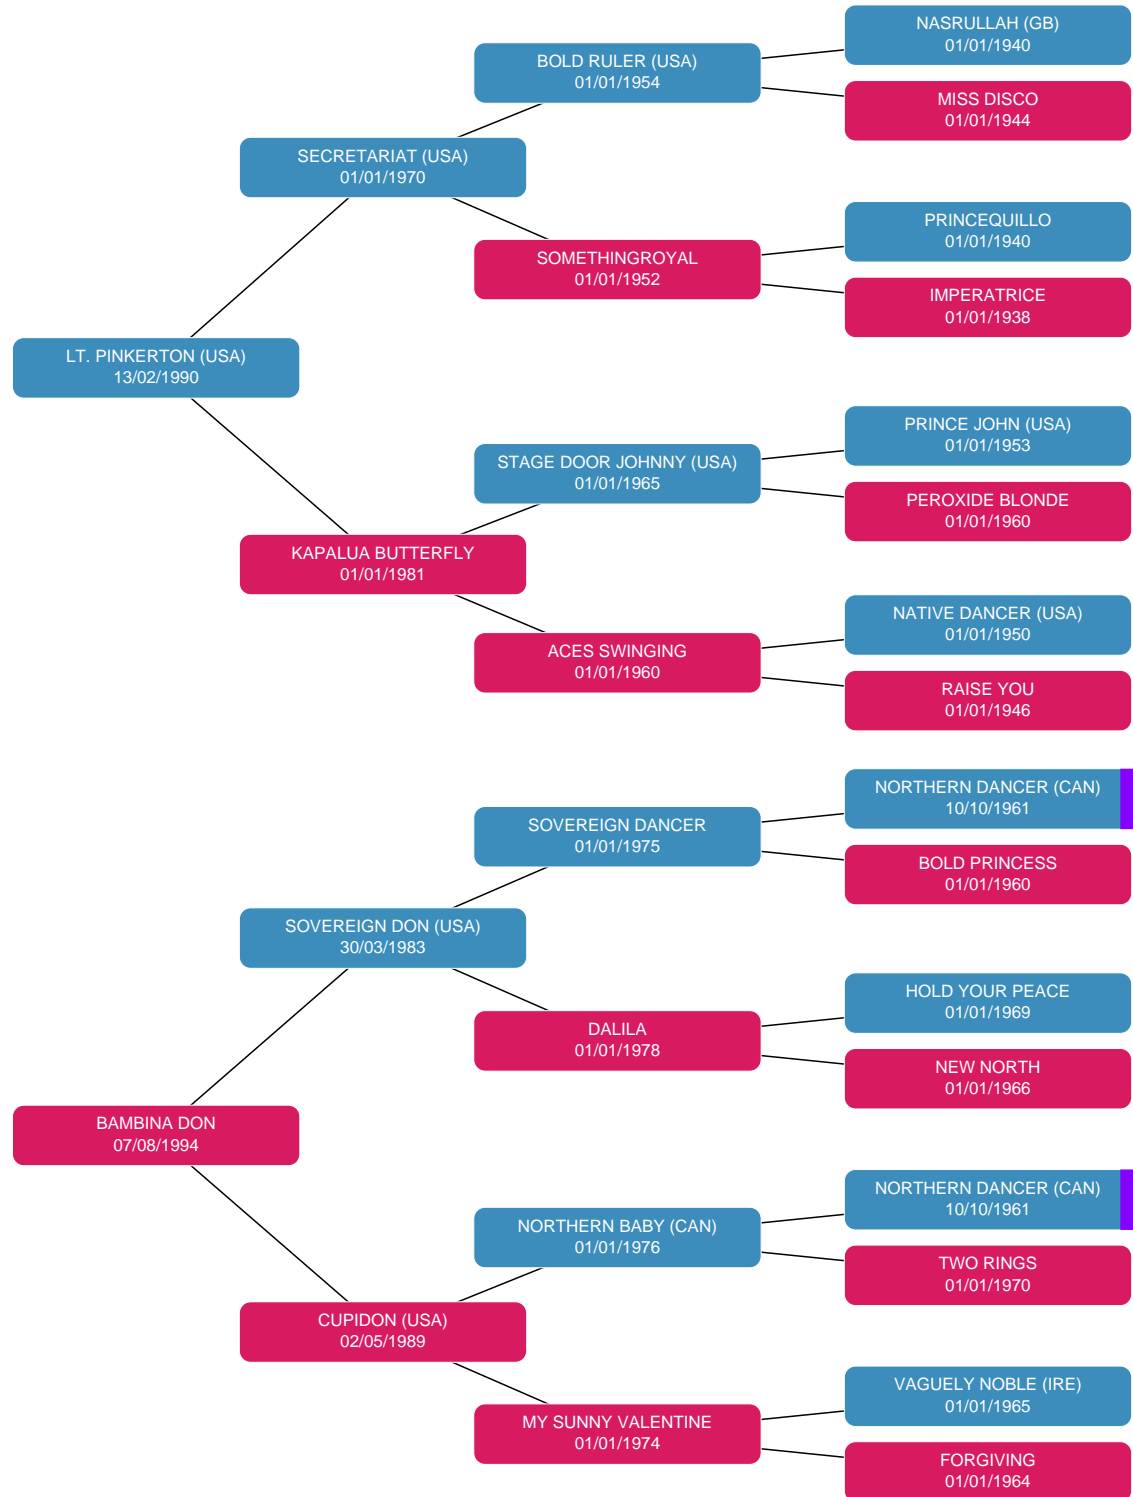 NASRULLAH (GB)
01/01/1940
BOLD RULER (USA)
01/01/1954
MISS DISCO
01/01/1944
SECRETARIAT (USA)
01/01/1970
PRINCEQUILLO
01/01/1940
SOMETHINGROYAL
01/01/1952
IMPERATRICE
01/01/1938
LT. PINKERTON (USA)
13/02/1990
PRINCE JOHN (USA)
01/01/1953
STAGE DOOR JOHNNY (USA)
01/01/1965
PEROXIDE BLONDE
01/01/1960
KAPALUA BUTTERFLY
01/01/1981
NATIVE DANCER (USA)
01/01/1950
ACES SWINGING
01/01/1960
RAISE YOU
01/01/1946
NORTHERN DANCER (CAN)
10/10/1961
SOVEREIGN DANCER
01/01/1975
BOLD PRINCESS
01/01/1960
SOVEREIGN DON (USA)
30/03/1983
HOLD YOUR PEACE
01/01/1969
DALILA
01/01/1978
NEW NORTH
01/01/1966
BAMBINA DON
07/08/1994
NORTHERN DANCER (CAN)
10/10/1961
NORTHERN BABY (CAN)
01/01/1976
TWO RINGS
01/01/1970
CUPIDON (USA)
02/05/1989
VAGUELY NOBLE (IRE)
01/01/1965
MY SUNNY VALENTINE
01/01/1974
FORGIVING
01/01/1964